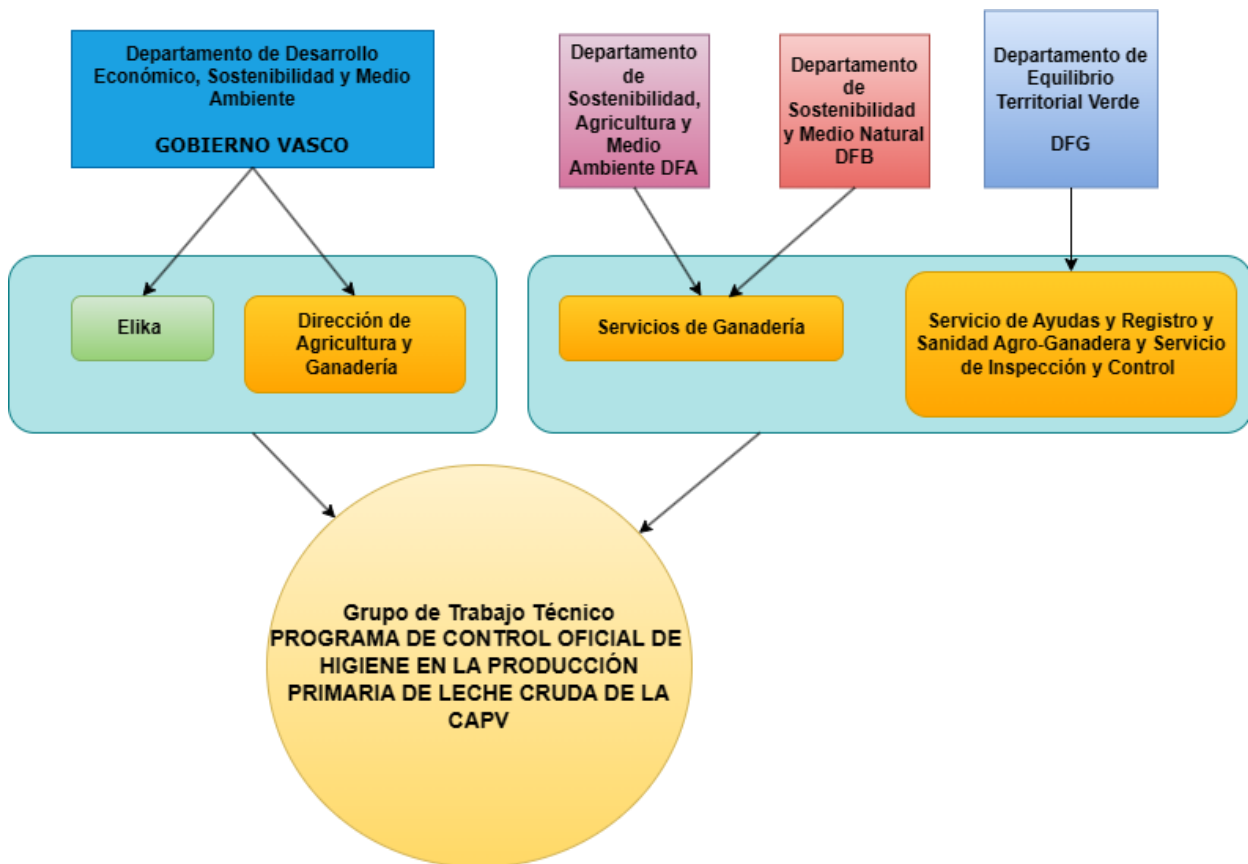 Departamento de Desarrollo
Económico, Sostenibilidad y Medio
Ambiente
GOBIERNO VASCO
Departamento
de
Sostenibilidad,
Agricultura y
Medio
Ambiente DFA
Departamento
de
Sostenibilidad
y Medio Natural
DFB
Departamento de
Equilibrio
Territorial Verde
DFG
Elika
Dirección de
Agricultura y
Ganadería
Servicios de Ganadería
Servicio de Ayudas y Registro y
Sanidad Agro-Ganadera y Servicio
de Inspección y Control
Grupo de Trabajo Técnico
PROGRAMA DE CONTROL OFICIAL DE
HIGIENE EN LA PRODUCCIÓN
PRIMARIA DE LECHE CRUDA DE LA
CAPV